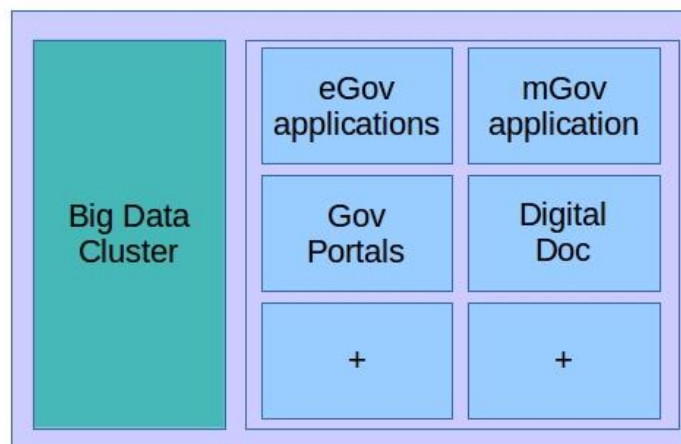 Big Data
Cluster
eGov
applications
mGov
application
Gov
Portals
Digital
Doc
+
+